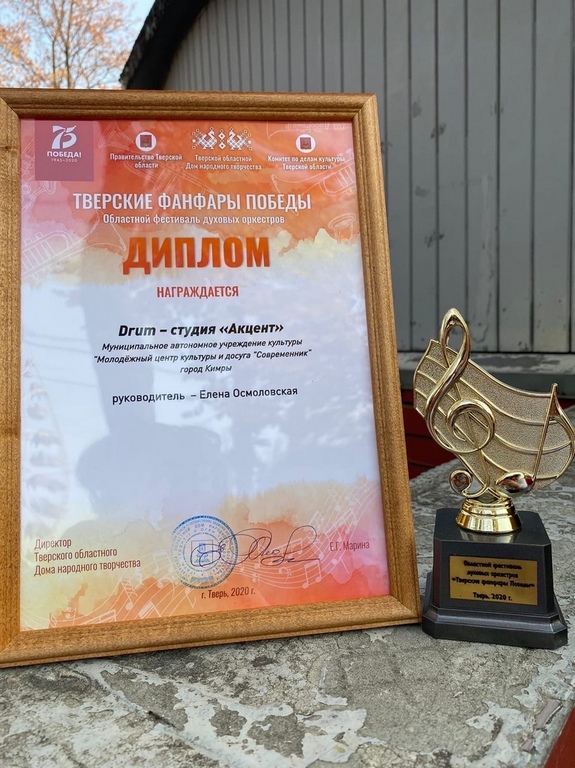 75
ПОБЕДА!
1945-2020
Правительство Тверской
области
Тверской областной
Дом народного творчества
Комитет по делам культуры
Тверской области
ТВЕРСКИЕ ФАНФАРЫ ПОБЕДЫ
Областной фестиваль духовых оркестров
ДИПЛОМ
НАГРАЖДАЕТСЯ
Drum – студия «Акцент»
Муниципальное автономное учреждение культуры
"Молодёжный центр культуры и досуга "Современник"
город Кимры
руководитель – Елена Осмоловская
Директор
Тверского областного
Дома народного творчества
Е.Г. Марина
г. Тверь, 2020 г.
Областной фестиваль
духовых оркестров
«Тверские фанфары Победы»
Тверь, 2020 г.